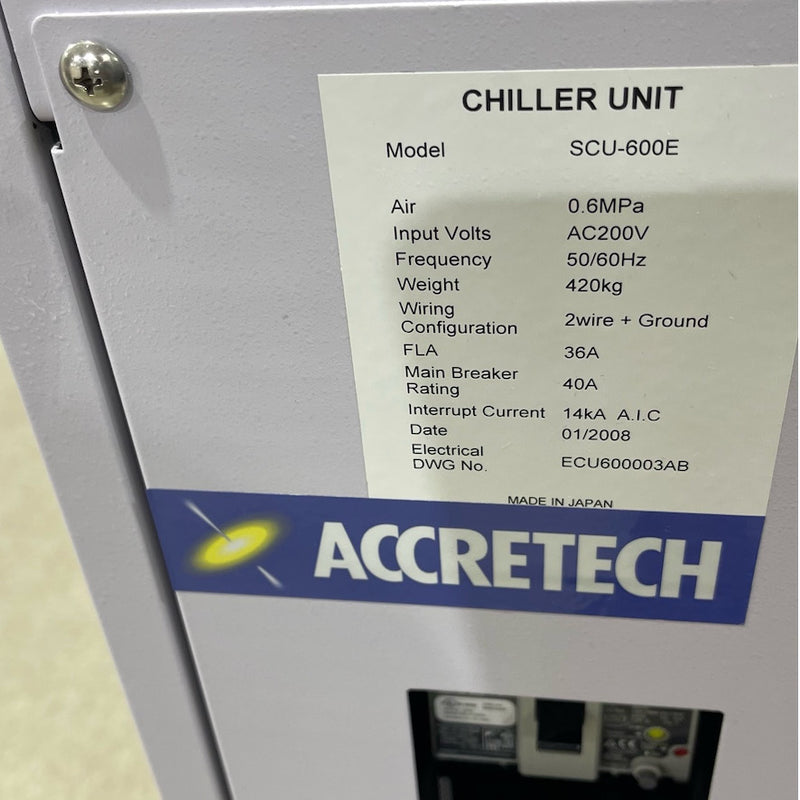 CHILLER UNIT
Model SCU-600E
Air 0.6MPa
Input Volts AC200V
Frequency 50/60Hz
Weight 420kg
Wiring
Configuration 2wire + Ground
FLA 36A
Main Breaker
Rating 40A
Interrupt Current 14kA A.I.C
Date 01/2008
Electrical
DWG No. ECU600003AB
MADE IN JAPAN
ACCRETECH